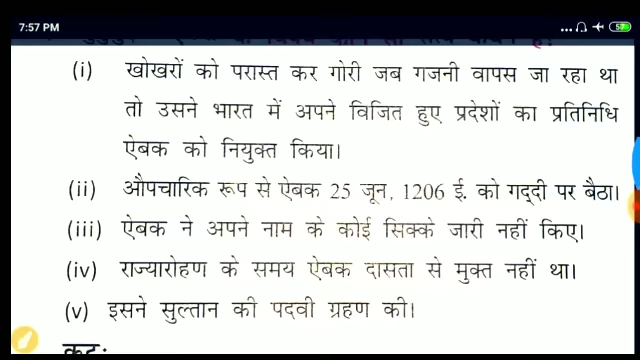 7:57 PM
57
(i) खोखरों को परास्त कर गोरी जब गजनी वापस जा रहा था
तो उसने भारत में अपने विजित हुए प्रदेशों का प्रतिनिधि
ऐबक को नियुक्त किया।
(ii) औपचारिक रूप से ऐबक 25 जून, 1206 ई. को गद्दी पर बैठा।
(iii) ऐबक ने अपने नाम के कोई सिक्के जारी नहीं किए।
(iv) राज्यारोहण के समय ऐबक दासता से मुक्त नहीं था।
(v) इसने सुल्तान की पदवी ग्रहण की।